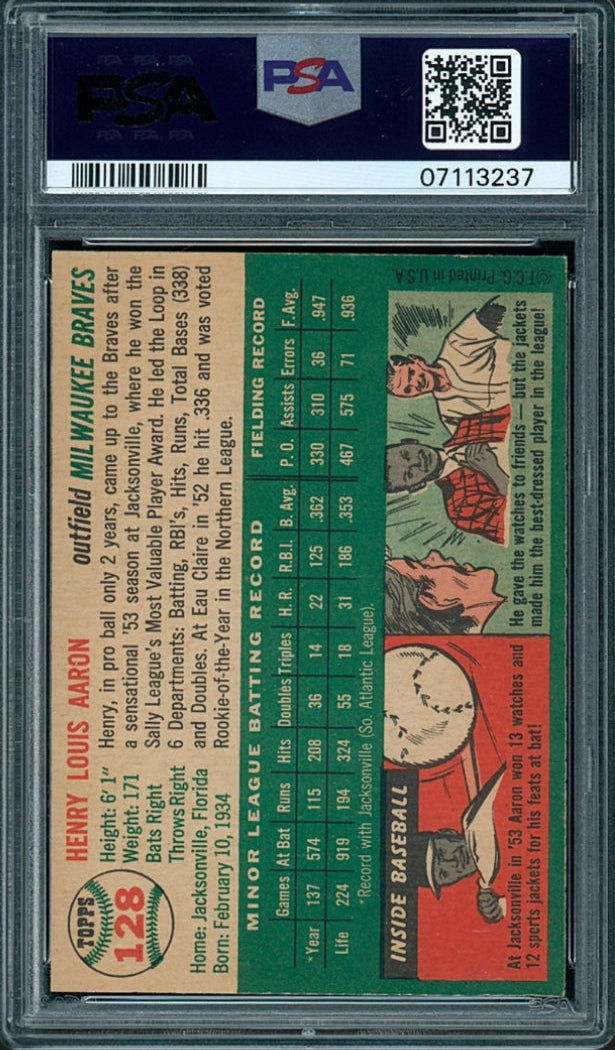 PSA
PSA
07113237
TOPPS
128
HENRY LOUIS AARON outfield MILWAUKEE BRAVES
Height: 6' 1"
Weight: 171
Bats Right
Throws Right
Home: Jacksonville, Florida
Born: February 10, 1934
Henry, in pro ball only 2 years, came up to the Braves after
a sensational '53 season at Jacksonville, where he won the
Sally League's Most Valuable Player Award. He led the Loop in
6 Departments: Batting, RBI's, Hits, Runs, Total Bases (338)
and Doubles. At Eau Claire in '52 he hit .336 and was voted
Rookie-of-the-Year in the Northern League.
MINOR LEAGUE BATTING RECORD FIELDING RECORD
Games At Bat Runs Hits Doubles Triples H. R. R.B.I. B. Avg. P. O. Assists Errors F. Avg.
*Year 137 574 115 208 36 14 22 125 .362 330 310 36 .947
Life 224 919 194 324 55 18 31 186 .353 467 575 71 .936
*Record with Jacksonville (So. Atlantic League).
INSIDE BASEBALL
At Jacksonville in '53 Aaron won 13 watches and
12 sports jackets for his feats at bat!
He gave the watches to friends — but the jackets
made him the best-dressed player in the league!
©T.C.G. Printed in U.S.A.
PSA